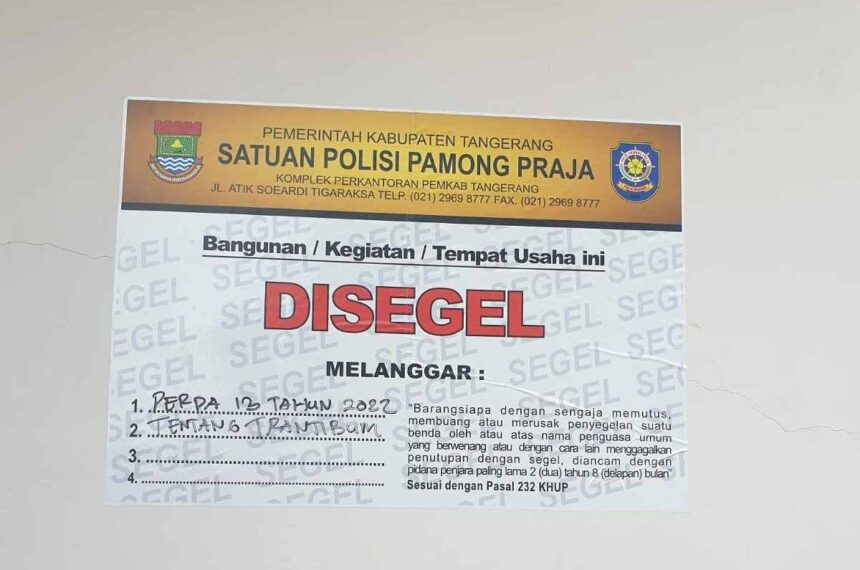 PEMERINTAH KABUPATEN TANGERANG
SATUAN POLISI PAMONG PRAJA
KOMPLEK PERKANTORAN PEMKAB TANGERANG
JL. ATIK SOEARDI TIGARAKSA TELP. (021) 2969 8777 FAX. (021) 2969 8777
Bangunan / Kegiatan / Tempat Usaha ini
DISEGEL
MELANGGAR :
1. PERDA 13 TAHUN 2022
2. TENTANG TRANTIBUM
3.
4.
"Barangsiapa dengan sengaja memutus,
membuang atau merusak penyegelan suatu
benda oleh atau atas nama penguasa umum
yang berwenang atau dengan cara lain menggagalkan
penutupan dengan segel, diancam dengan
pidana penjara paling lama 2 (dua) tahun 8 (delapan) bulan"
Sesuai dengan Pasal 232 KHUP